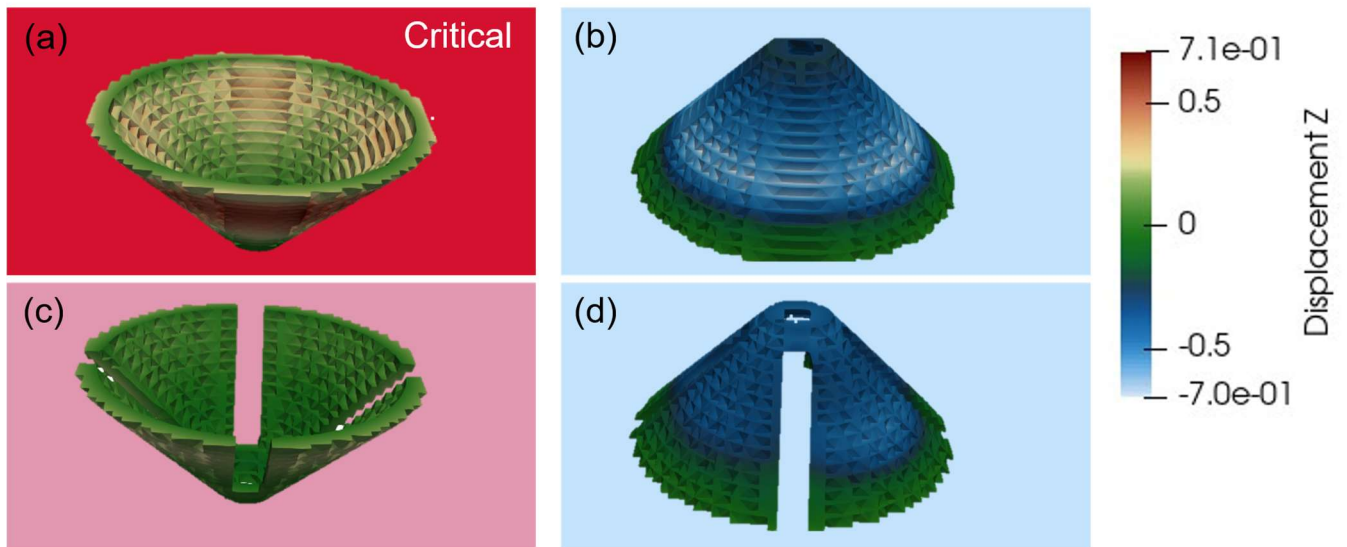 (a)
Critical
(b)
(c)
(d)
7.1e-01
0.5
0
-0.5
-7.0e-01
Displacement Z